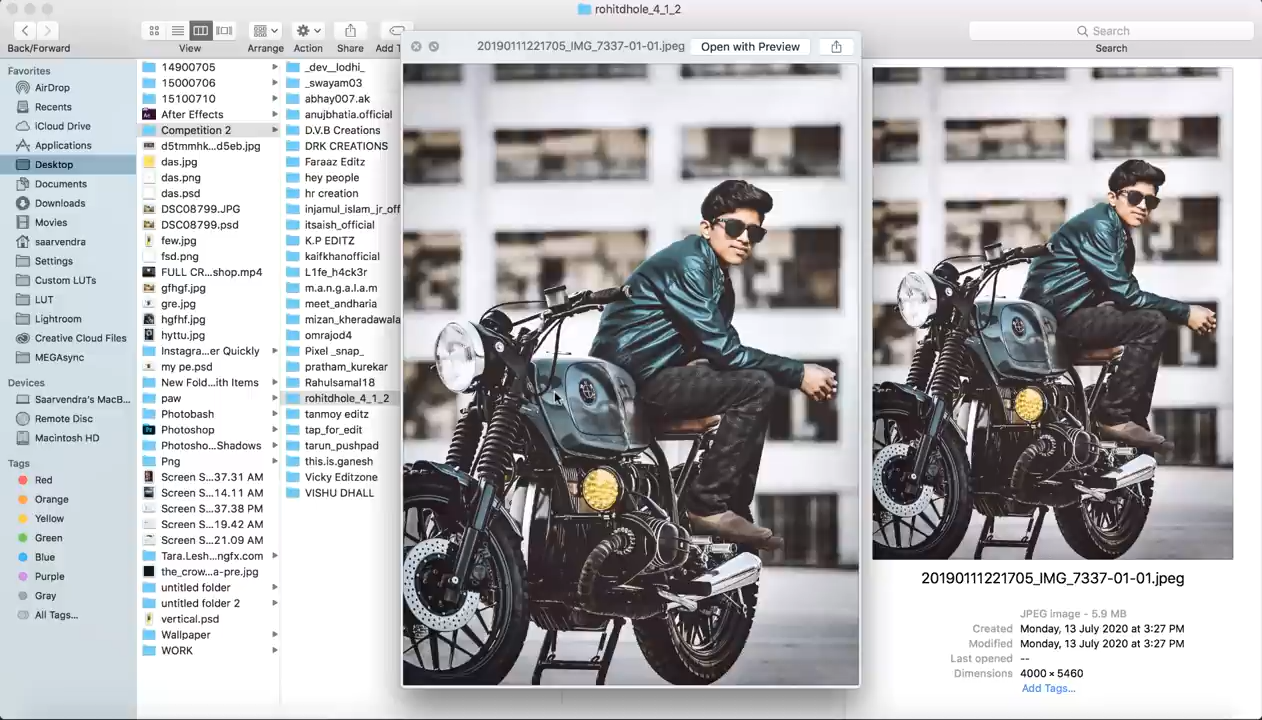 rohitdhole_4_1_2
Back/Forward
View
Arrange
Action
Share
Add T
Search
Search
20190111221705_IMG_7337-01-01.jpeg
Open with Preview
Favorites
AirDrop
Recents
iCloud Drive
Applications
Desktop
Documents
Downloads
Movies
saarvendra
Settings
Custom LUTs
LUT
Lightroom
Creative Cloud Files
MEGAsync
Devices
Saarvendra's MacB...
Remote Disc
Macintosh HD
Tags
Red
Orange
Yellow
Green
Blue
Purple
Gray
All Tags...
14900705
15000706
15100710
After Effects
Competition 2
d5tmmhk...d5eb.jpg
das.jpg
das.png
das.psd
DSC08799.JPG
DSC08799.psd
few.jpg
fsd.png
FULL CR...shop.mp4
gfhgf.jpg
gre.jpg
hgfhf.jpg
hyttu.jpg
Instagra...er Quickly
my pe.psd
New Fold...ith Items
paw
Photobash
Photoshop
Photosho...Shadows
Png
Screen S...37.31 AM
Screen S...14.11 AM
Screen S...37.38 PM
Screen S...19.42 AM
Screen S...21.09 AM
Tara.Lesh...ngfx.com
the_crow...a-pre.jpg
untitled folder
untitled folder 2
vertical.psd
Wallpaper
WORK
_dev__lodhi_
_swayam03
abhay007.ak
anujbhatia.official
D.V.B Creations
DRK CREATIONS
Faraaz Editz
hey people
hr creation
injamul_islam_jr_off
itsaish_official
K.P EDITZ
kaifkhanofficial
L1fe_h4ck3r
m.a.n.g.a.l.a.m
meet_andharia
mizan_kheradawala
omrajod4
Pixel _snap_
pratham_kurekar
Rahulsamal18
rohitdhole_4_1_2
tanmoy editz
tap_for_edit
tarun_pushpad
this.is.ganesh
Vicky Editzone
VISHU DHALL
20190111221705_IMG_7337-01-01.jpeg
JPEG image - 5.9 MB
Created Monday, 13 July 2020 at 3:27 PM
Modified Monday, 13 July 2020 at 3:27 PM
Last opened --
Dimensions 4000 × 5460
Add Tags...